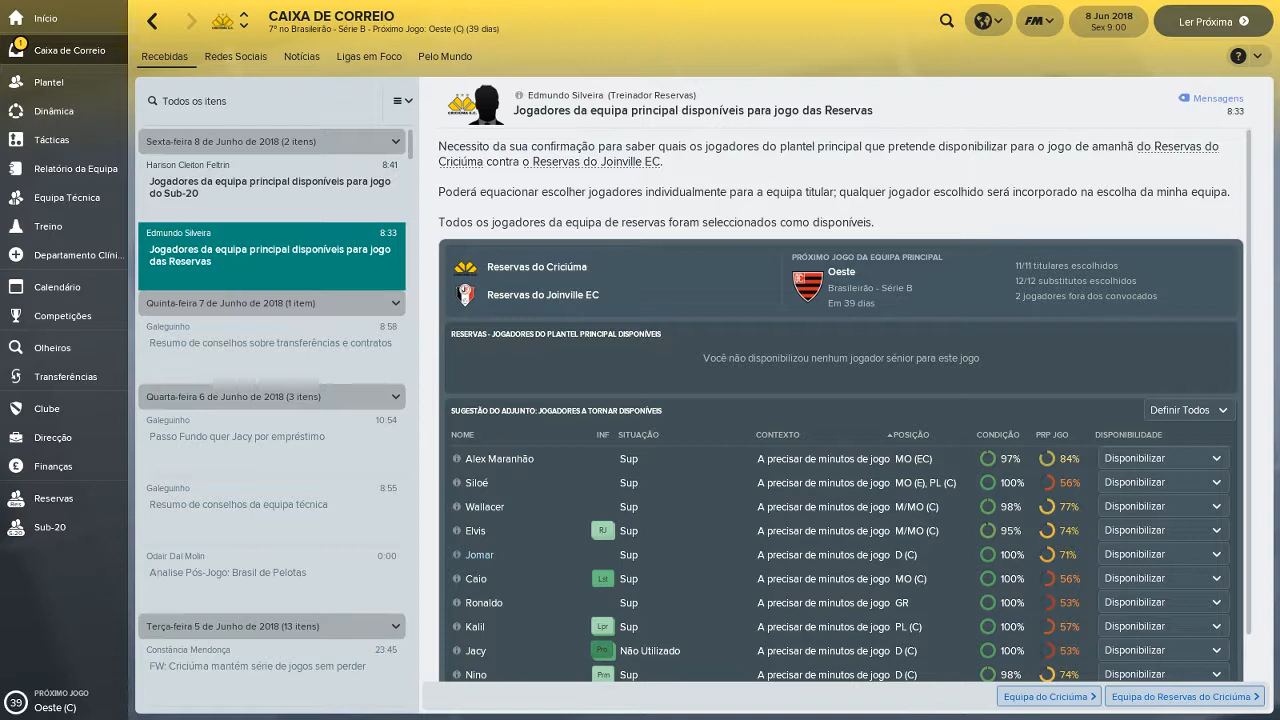 Início
Caixa de Correio
1
Plantel
Dinâmica
Tácticas
Relatório da Equipa
Equipa Técnica
Treino
Departamento Clíni...
Calendário
Competições
Olheiros
Transferências
Clube
Direcção
Finanças
Reservas
Res
Sub-20
39
PRÓXIMO JOGO
Oeste (C)
CAIXA DE CORREIO
7º no Brasileirão - Série B - Próximo Jogo: Oeste (C) (39 dias)
FM
8 Jun 2018
Sex 9:00
Ler Próxima
Recebidas
Redes Sociais
Notícias
Ligas em Foco
Pelo Mundo
?
Todos os itens
Sexta-feira 8 de Junho de 2018 (2 itens)
Harison Cleiton Feltrin 8:41
Jogadores da equipa principal disponíveis para jogo
do Sub-20
Edmundo Silveira 8:33
Jogadores da equipa principal disponíveis para jogo
das Reservas
Quinta-feira 7 de Junho de 2018 (1 item)
Galeguinho 8:58
Resumo de conselhos sobre transferências e contratos
Quarta-feira 6 de Junho de 2018 (3 itens)
Galeguinho 10:54
Passo Fundo quer Jacy por empréstimo
Galeguinho 8:55
Resumo de conselhos da equipa técnica
Odair Dal Molin 0:00
Analise Pós-Jogo: Brasil de Pelotas
Terça-feira 5 de Junho de 2018 (13 itens)
Constância Mendonça 23:45
FW: Criciúma mantém série de jogos sem perder
Edmundo Silveira (Treinador Reservas)
Jogadores da equipa principal disponíveis para jogo das Reservas
Mensagens
8:33
Necessito da sua confirmação para saber quais os jogadores do plantel principal que pretende disponibilizar para o jogo de amanhã do Reservas do
Criciúma contra o Reservas do Joinville EC.
Poderá equacionar escolher jogadores individualmente para a equipa titular; qualquer jogador escolhido será incorporado na escolha da minha equipa.
Todos os jogadores da equipa de reservas foram seleccionados como disponíveis.
Reservas do Criciúma
Reservas do Joinville EC
PRÓXIMO JOGO DA EQUIPA PRINCIPAL
Oeste
Brasileirão - Série B
Em 39 dias
11/11 titulares escolhidos
12/12 substitutos escolhidos
2 jogadores fora dos convocados
RESERVAS - JOGADORES DO PLANTEL PRINCIPAL DISPONÍVEIS
Você não disponibilizou nenhum jogador sénior para este jogo
SUGESTÃO DO ADJUNTO: JOGADORES A TORNAR DISPONÍVEIS
Definir Todos
NOME INF SITUAÇÃO CONTEXTO POSIÇÃO CONDIÇÃO PRP JGO DISPONIBILIDADE
Alex Maranhão Sup A precisar de minutos de jogo MO (EC) 97% 84% Disponibilizar
Siloé Sup A precisar de minutos de jogo MO (E), PL (C) 100% 56% Disponibilizar
Wallacer Sup A precisar de minutos de jogo M/MO (C) 98% 77% Disponibilizar
Elvis RJ Sup A precisar de minutos de jogo M/MO (C) 95% 74% Disponibilizar
Jomar Sup A precisar de minutos de jogo D (C) 100% 71% Disponibilizar
Caio Lst Sup A precisar de minutos de jogo MO (C) 100% 56% Disponibilizar
Ronaldo Sup A precisar de minutos de jogo GR 100% 53% Disponibilizar
Kalil Lpr Sup A precisar de minutos de jogo PL (C) 100% 57% Disponibilizar
Jacy Pro Não Utilizado A precisar de minutos de jogo D (C) 100% 53% Disponibilizar
Nino Prm Sup A precisar de minutos de jogo D (C) 98% 74% Disponibilizar
Equipa do Criciúma
Equipa do Reservas do Criciúma